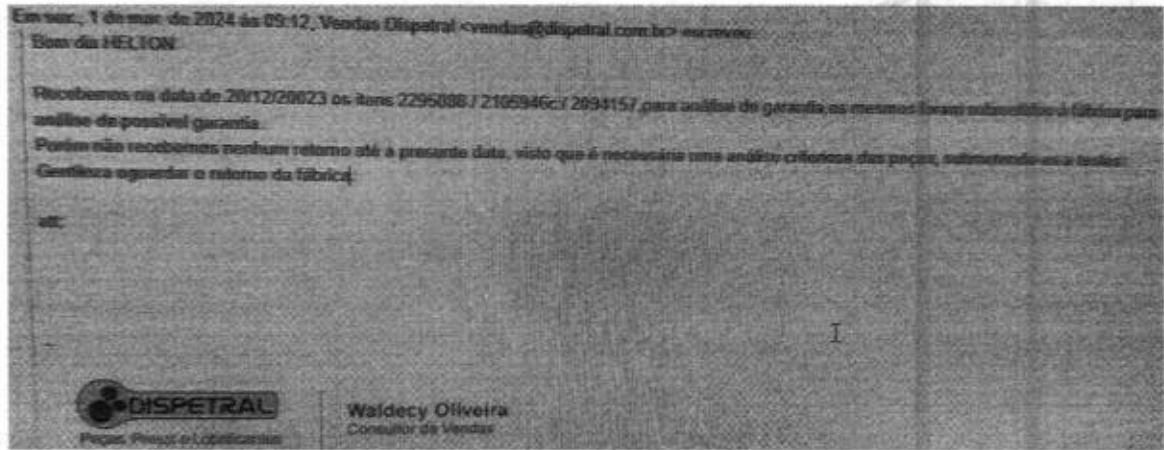 Em sex., 1 de mar. de 2024 às 09:12, Vendas Dispetral <vendas@dispetral.com.br> escreveu:
Bom dia HELTON
Recebemos na data de 20/12/20023 os itens 2295088 / 2105946c / 2094157,para análise de garantia,os mesmos foram submetidos à fábrica para
análise de possível garantia.
Porém não recebemos nenhum retorno até a presente data, visto que é necessária uma análise criteriosa das peças, submetendo-as a testes.
Gentileza aguardar o retorno da fábrica
att:
DISPETRAL
Peças, Pneus e Lubrificantes
Waldecy Oliveira
Consultor de Vendas